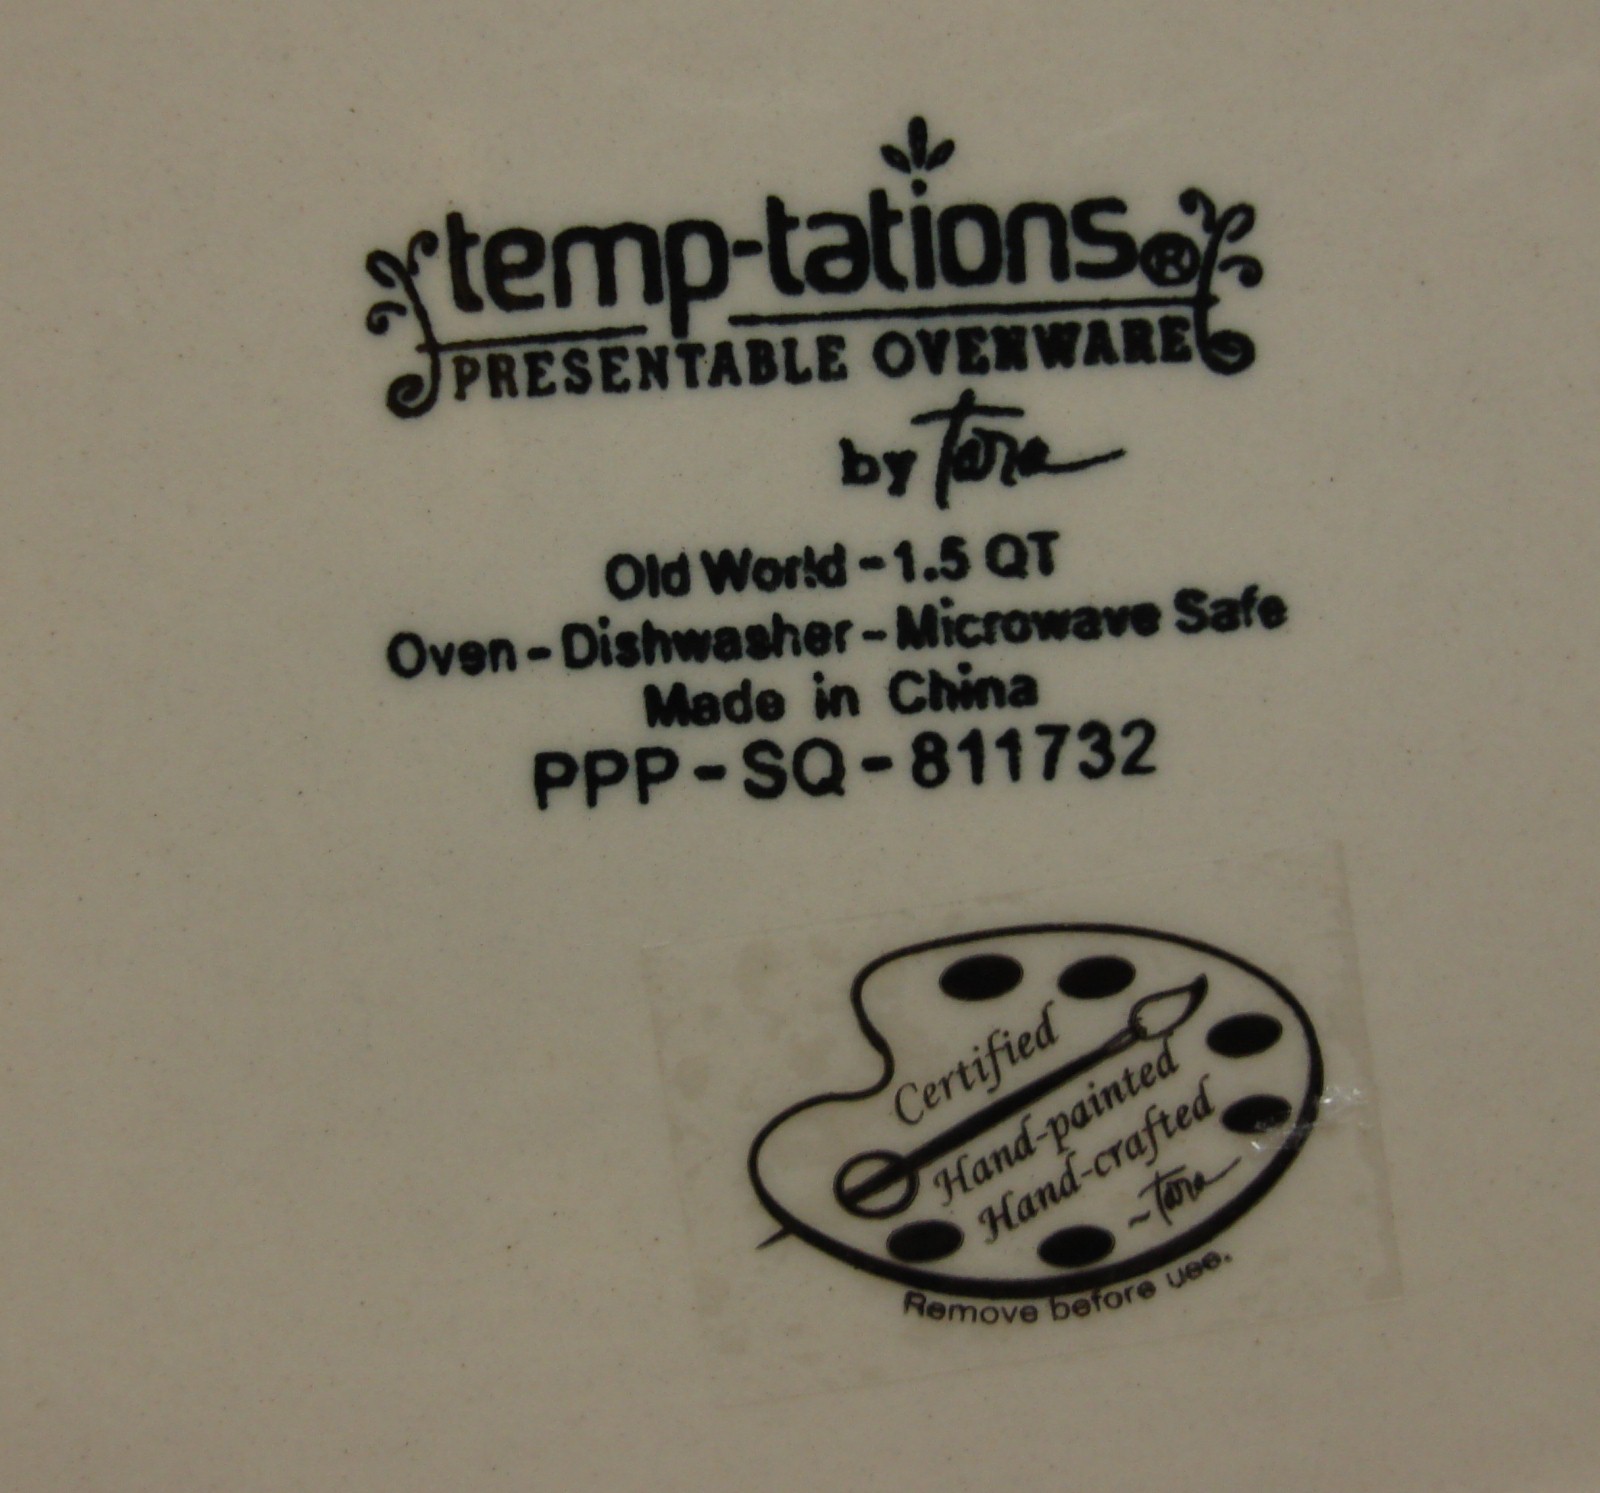 temp-tations®
PRESENTABLE OVENWARE
by Tara
Old World - 1.5 QT
Oven - Dishwasher - Microwave Safe
Made in China
PPP - SQ - 811732
Certified
Hand-painted
Hand-crafted
~Tara
Remove before use.